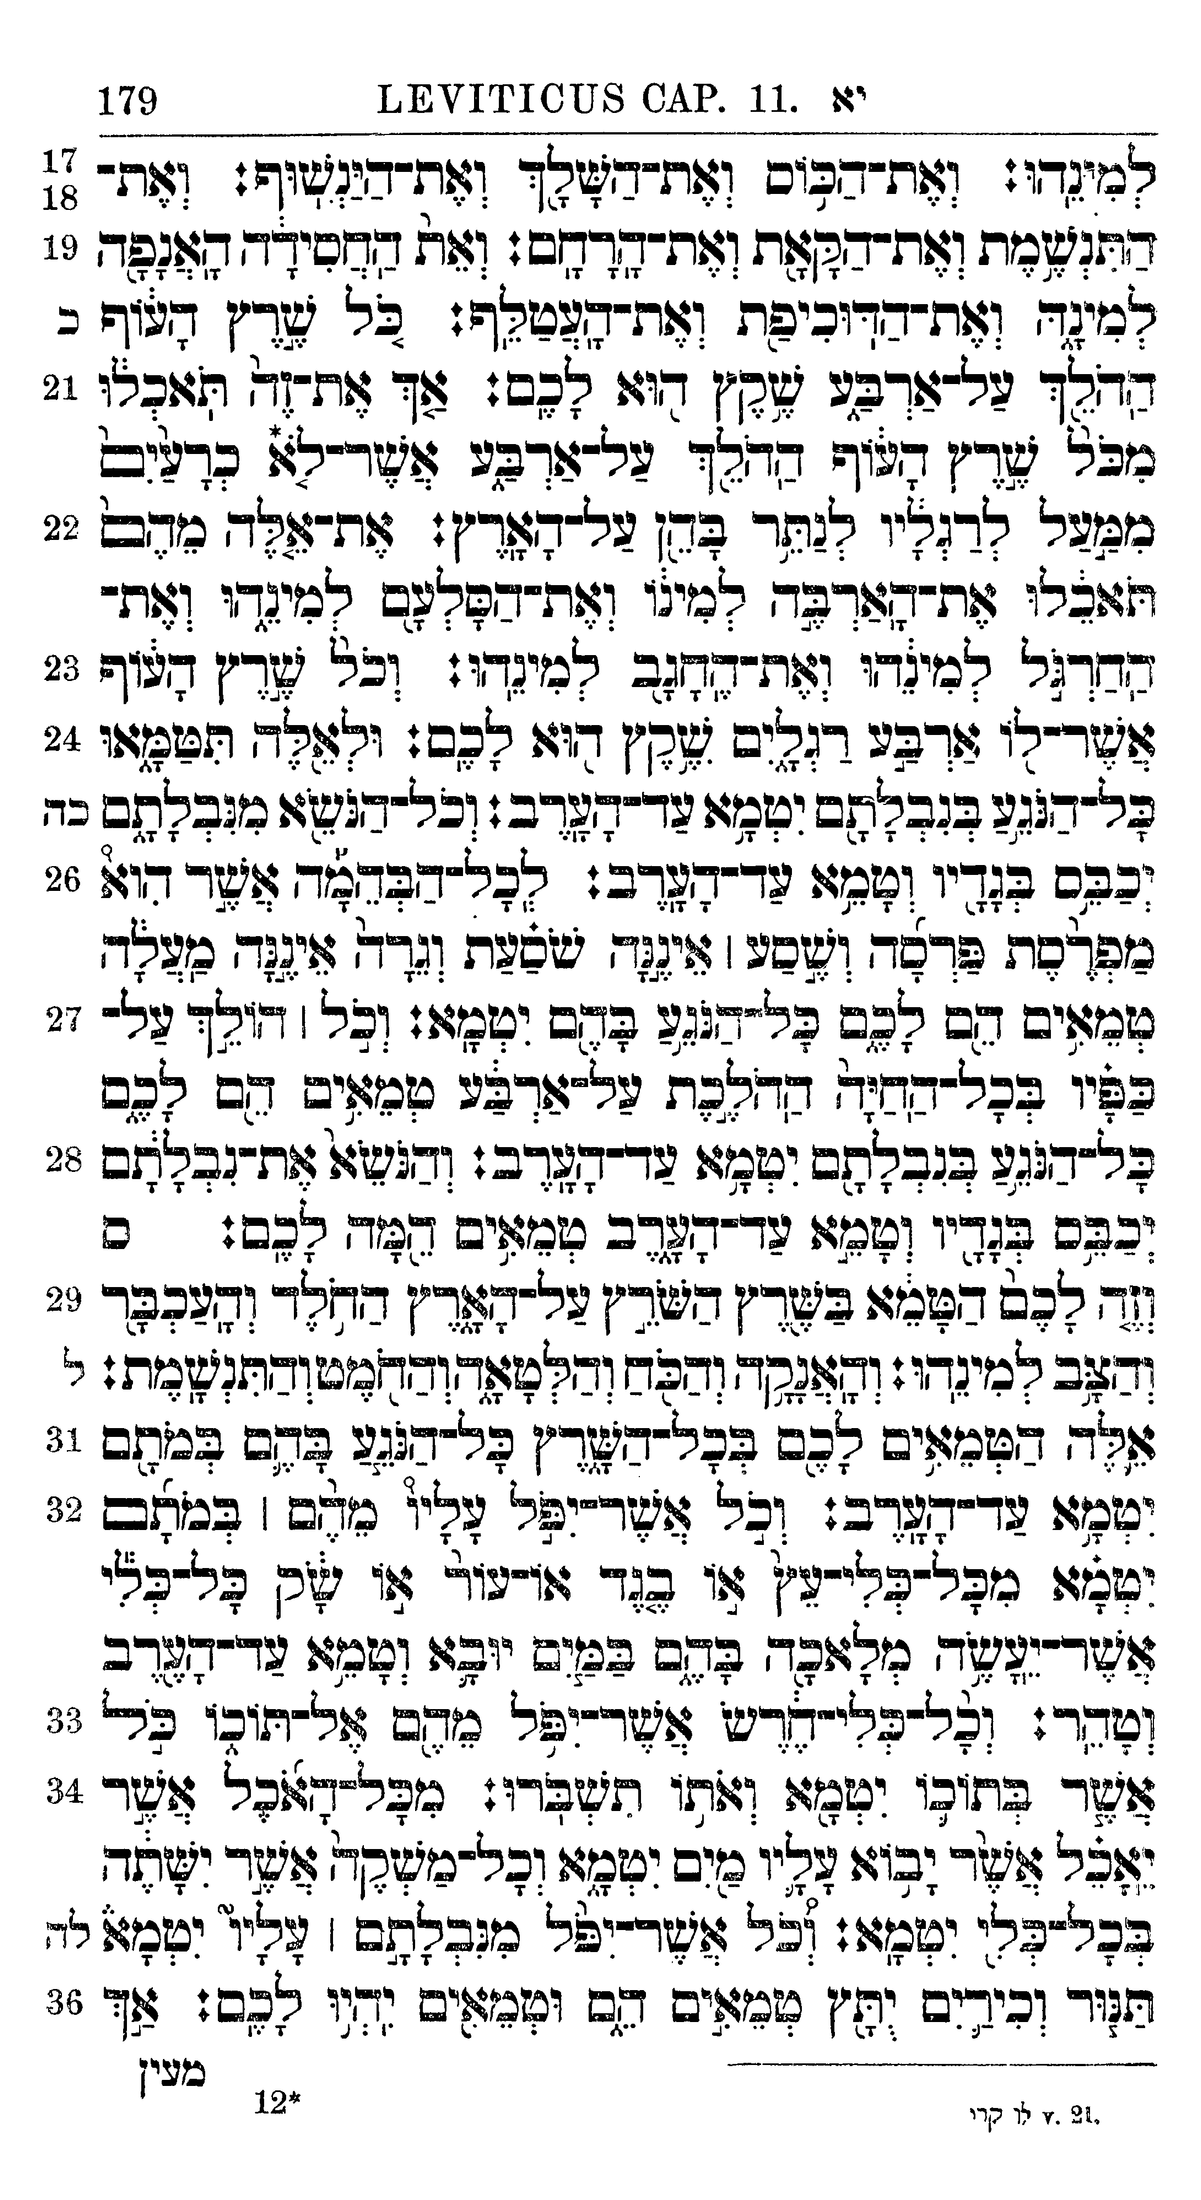 179 LEVITICUS CAP. 11. יא
17 18 לְמִינֵֽהוּ׃ וְאֶת־הַכּ֥וֹס וְאֶת־הַשָּׁלָ֖ךְ וְאֶת־הַיַּנְשֽׁוּף׃ וְאֶת־
19 הַתִּנְשֶׁ֥מֶת וְאֶת־הַקָּאָ֖ת וְאֶת־הָרָחָֽם׃ וְאֵת֙ הַחֲסִידָ֔ה הָאֲנָפָ֖ה
כ לְמִינָ֑הּ וְאֶת־הַדּוּכִיפַ֖ת וְאֶת־הָעֲטַלֵּֽף׃ כֹּ֚ל שֶׁ֣רֶץ הָע֔וֹף
21 הַהֹלֵ֖ךְ עַל־אַרְבַּ֑ע שֶׁ֥קֶץ ה֖וּא לָכֶֽם׃ אַ֤ךְ אֶת־זֶה֙ תֹּֽאכְל֔וּ
מִכֹּל֙ שֶׁ֣רֶץ הָע֔וֹף הַהֹלֵ֖ךְ עַל־אַרְבַּ֑ע אֲשֶׁר־לֹ֤א* כְרָעַ֙יִם֙
22 מִמַּ֣עַל לְרַגְלָ֔יו לְנַתֵּ֥ר בָּהֵ֖ן עַל־הָאָֽרֶץ׃ אֶת־אֵ֤לֶּה מֵהֶם֙
תֹּאכֵ֔לוּ אֶת־הָֽאַרְבֶּ֣ה לְמִינ֔וֹ וְאֶת־הַסָּלְעָ֖ם לְמִינֵ֑הוּ וְאֶת־
23 הַחַרְגֹּ֣ל לְמִינֵ֔הוּ וְאֶת־הֶחָגָ֖ב לְמִינֵֽהוּ׃ וְכֹל֙ שֶׁ֣רֶץ הָע֔וֹף
24 אֲשֶׁר־ל֖וֹ אַרְבַּ֣ע רַגְלָ֑יִם שֶׁ֥קֶץ ה֖וּא לָכֶֽם׃ וּלְאֵ֖לֶּה תִּטַּמָּ֑אוּ
כה כָּל־הַנֹּגֵ֥עַ בְּנִבְלָתָ֖ם יִטְמָ֥א עַד־הָעָֽרֶב׃ וְכָל־הַנֹּשֵׂ֖א מִנִּבְלָתָ֑ם
26 יְכַבֵּ֥ס בְּגָדָ֖יו וְטָמֵ֥א עַד־הָעָֽרֶב׃ לְֽכָל־הַבְּהֵמָ֡ה אֲשֶׁ֣ר הִוא֩
מַפְרֶ֨סֶת פַּרְסָ֜ה וְשֶׁ֣סַע ׀ אֵינֶ֣נָּה שֹׁסַ֗עַת וְגֵרָה֙ אֵינֶ֣נָּה מַעֲלָ֔ה
27 טְמֵאִ֥ים הֵ֖ם לָכֶ֑ם כָּל־הַנֹּגֵ֥עַ בָּהֶ֖ם יִטְמָֽא׃ וְכֹ֣ל ׀ הוֹלֵ֣ךְ עַל־
כַּפָּ֗יו בְּכָל־הַֽחַיָּה֙ הַהֹלֶ֣כֶת עַל־אַרְבַּ֔ע טְמֵאִ֥ים הֵ֖ם לָכֶ֑ם
28 כָּל־הַנֹּגֵ֥עַ בְּנִבְלָתָ֖ם יִטְמָ֥א עַד־הָעָֽרֶב׃ וְהַנֹּשֵׂא֙ אֶת־נִבְלָתָ֔ם
יְכַבֵּ֥ס בְּגָדָ֖יו וְטָמֵ֣א עַד־הָעָ֑רֶב טְמֵאִ֥ים הֵ֖מָּה לָכֶֽם׃ ס
29 וְזֶ֤ה לָכֶם֙ הַטָּמֵ֔א בַּשֶּׁ֖רֶץ הַשֹּׁרֵ֣ץ עַל־הָאָ֑רֶץ הַחֹ֥לֶד וְהָעַכְבָּ֖ר
ל וְהַצָּ֥ב לְמִינֵֽהוּ׃ וְהָאֲנָקָ֥ה וְהַכֹּ֖חַ וְהַלְּטָאָ֑ה וְהַחֹ֖מֶט וְהַתִּנְשָֽׁמֶת׃
31 אֵ֛לֶּה הַטְּמֵאִ֥ים לָכֶ֖ם בְּכָל־הַשָּׁ֑רֶץ כָּל־הַנֹּגֵ֧עַ בָּהֶ֛ם בְּמֹתָ֖ם
32 יִטְמָ֥א עַד־הָעָֽרֶב׃ וְכֹ֣ל אֲשֶׁר־יִפֹּ֣ל עָלָיו֩ מֵהֶ֨ם ׀ בְּמֹתָ֜ם
יִטְמָ֗א מִכָּל־כְּלִי־עֵץ֙ א֣וֹ בֶ֤גֶד אוֹ־עוֹר֙ א֣וֹ שָׂ֔ק כָּל־כְּלִ֕י
אֲשֶׁר־יֵעָשֶׂ֥ה מְלָאכָ֖ה בָּהֶ֑ם בַּמַּ֧יִם יוּבָ֛א וְטָמֵ֥א עַד־הָעֶ֖רֶב
33 וְטָהֵֽר׃ וְכָ֨ל־כְּלִי־חֶ֔רֶשׂ אֲשֶׁר־יִפֹּ֥ל מֵהֶ֖ם אֶל־תּוֹכ֑וֹ כֹּ֣ל
34 אֲשֶׁ֧ר בְּתוֹכ֛וֹ יִטְמָ֖א וְאֹת֥וֹ תִשְׁבֹּֽרוּ׃ מִכָּל־הָאֹ֜כֶל אֲשֶׁ֣ר
יֵאָכֵ֗ל אֲשֶׁ֨ר יָב֥וֹא עָלָ֛יו מַ֖יִם יִטְמָ֑א וְכָל־מַשְׁקֶה֙ אֲשֶׁ֣ר יִשָּׁתֶ֔ה
לה בְּכָל־כְּלִ֖י יִטְמָֽא׃ וְכֹ֠ל אֲשֶׁר־יִפֹּ֨ל מִנִּבְלָתָ֥ם ׀ עָלָיו֮ יִטְמָא֒
36 תַּנּ֧וּר וְכִירַ֛יִם יֻתָּ֖ץ טְמֵאִ֣ים הֵ֑ם וּטְמֵאִ֖ים יִהְי֥וּ לָכֶֽם׃ אַ֣ךְ
מעין
12*
v. 21. לו קרי